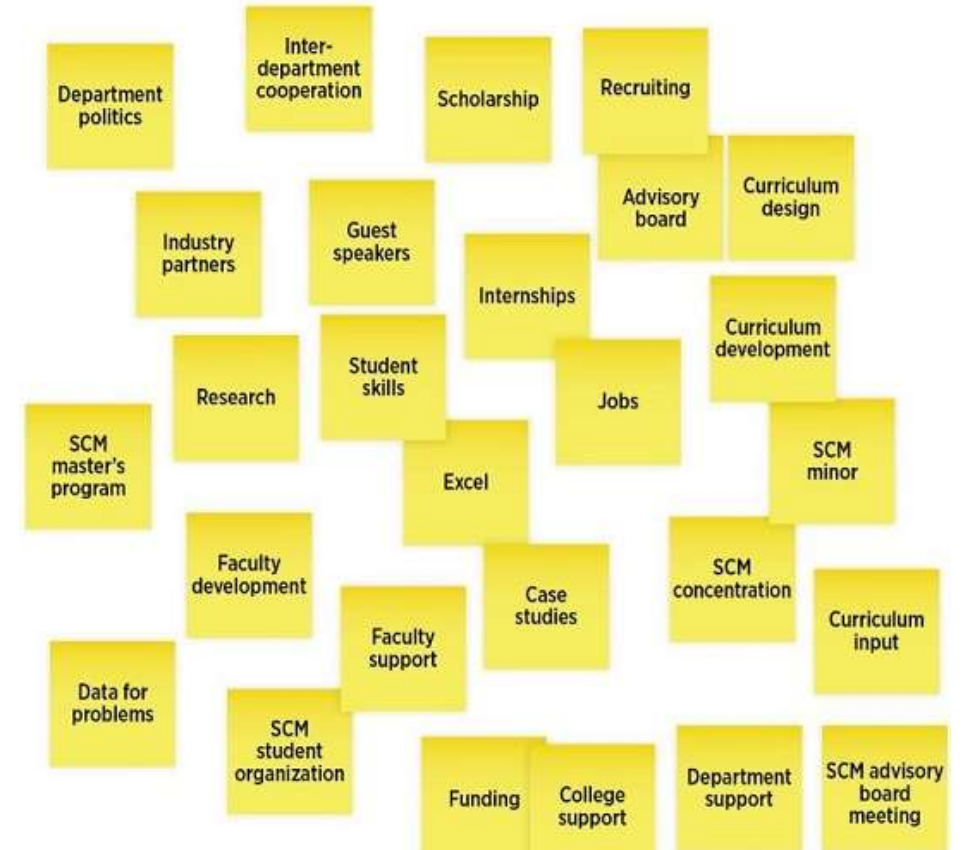 Department
politics
Inter-
department
cooperation
Scholarship
Recruiting
Advisory
board
Curriculum
design
Industry
partners
Guest
speakers
Internships
Curriculum
development
Research
Student
skills
Jobs
SCM
master's
program
Excel
SCM
minor
Faculty
development
Case
studies
SCM
concentration
Curriculum
input
Faculty
support
Data for
problems
SCM
student
organization
Funding
College
support
Department
support
SCM advisory
board
meeting